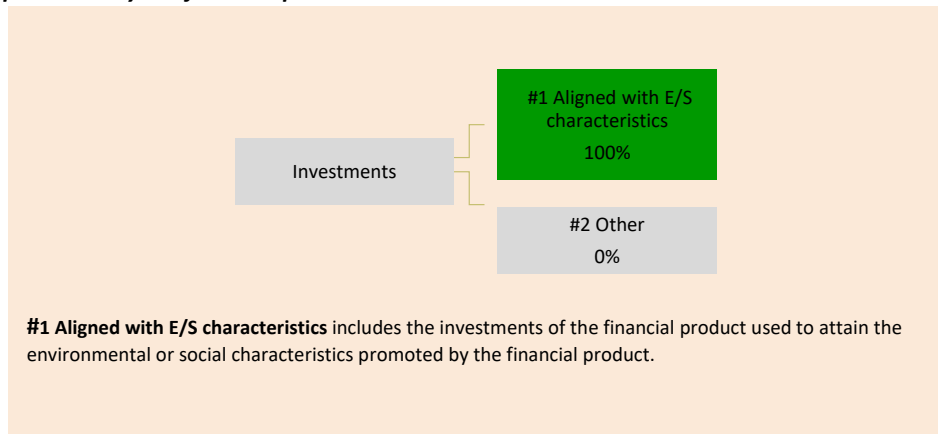 Investments
#1 Aligned with E/S
characteristics
100%
#2 Other
0%
#1 Aligned with E/S characteristics includes the investments of the financial product used to attain the
environmental or social characteristics promoted by the financial product.